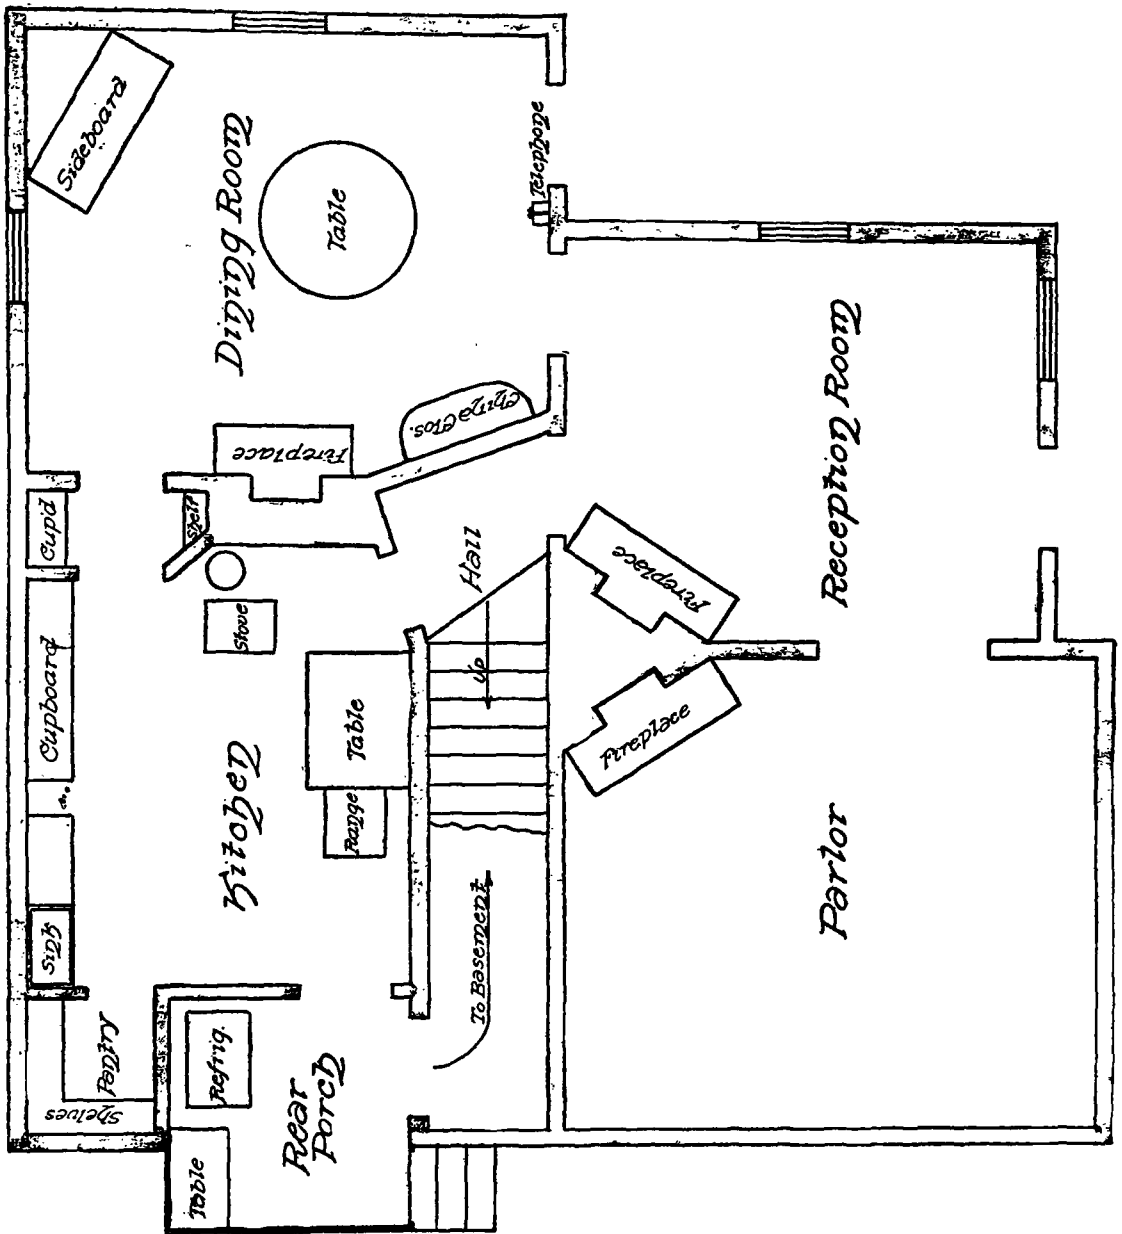 Sideboard
Dining Room
Table
Telephone
China Clos.
Fireplace
Shelf
Cup'd
Cupboard
Stove
Hall
Up
Table
Range
Kitchen
Sink
Reception Room
Fireplace
Fireplace
Parlor
To Basement
Pantry
Shelves
Refrig.
Rear
Porch
Table